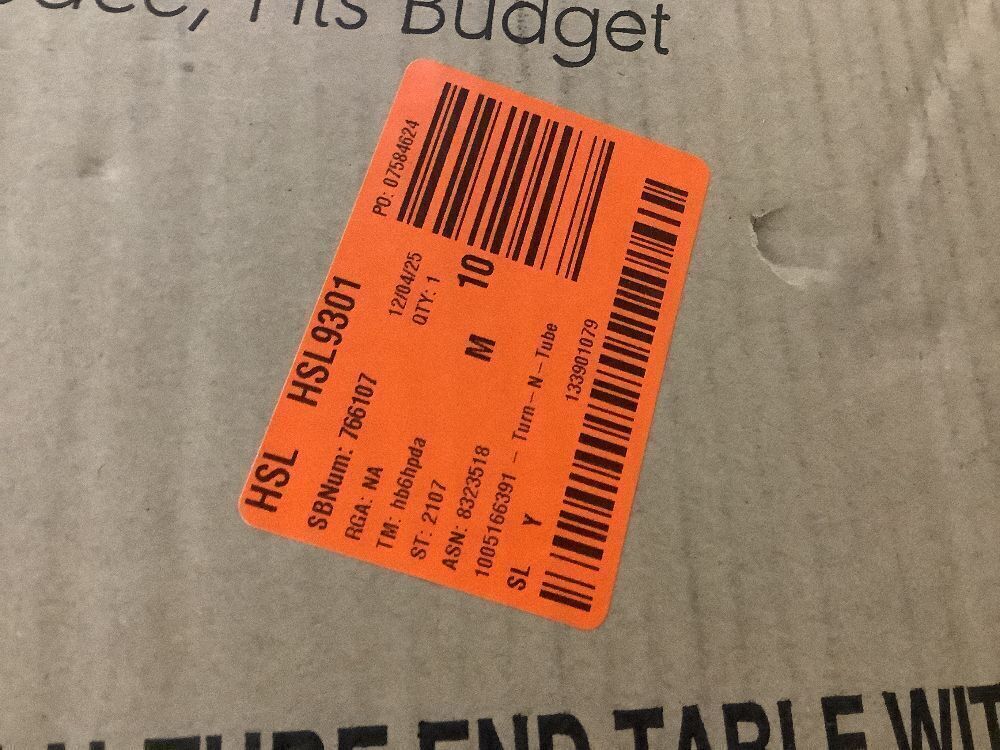 Fits Budget
HSL HSL9301
SBNum: 766107
RGA: NA
TM: hb6hpda
ST: 2107
ASN: 8323518
1005166391 - Turn-N-Tube
SL Y
PO: 07584624
12/04/25
QTY: 1
M 10
133901079
TUBE END TABLE WIT